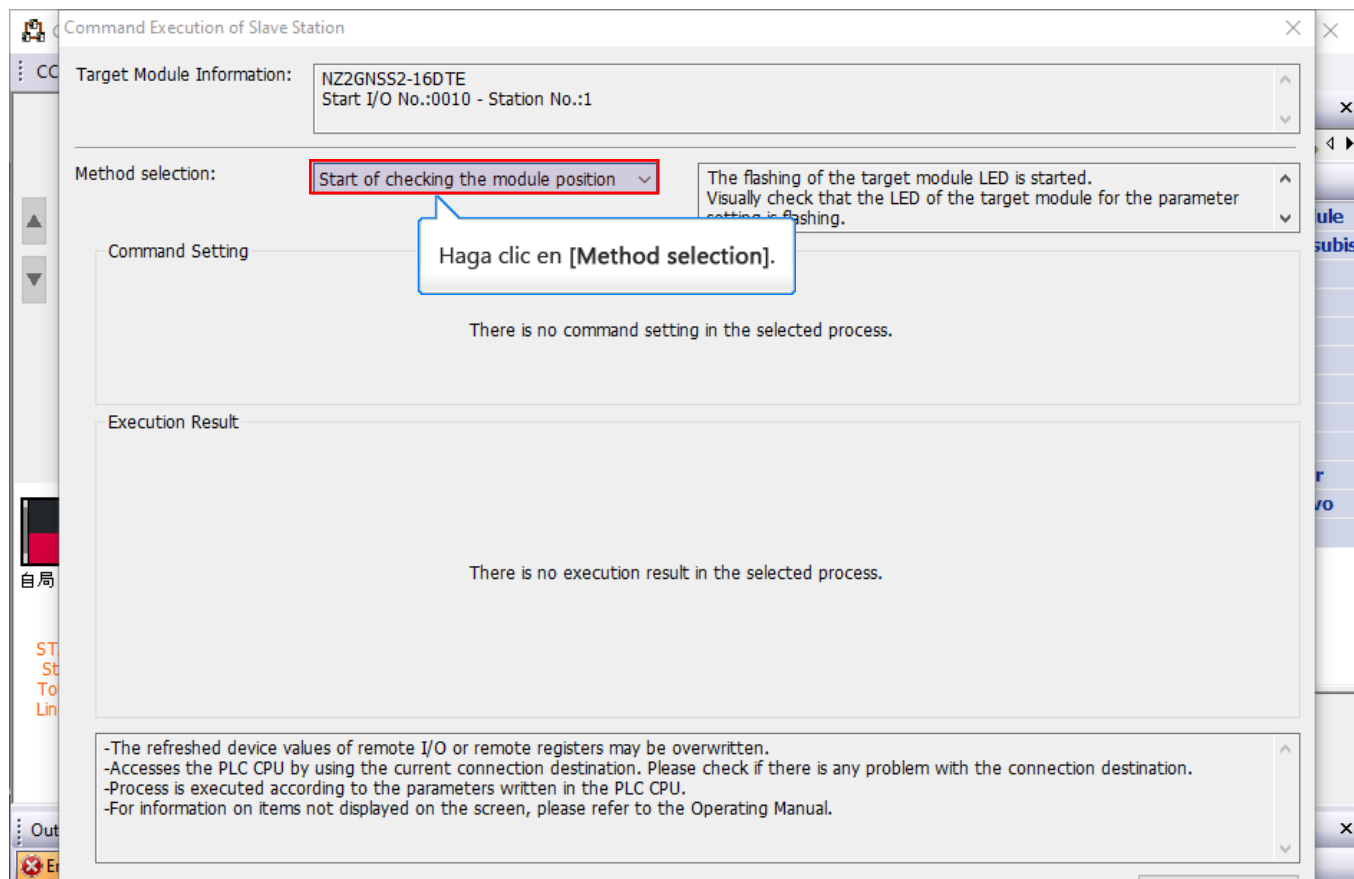 Command Execution of Slave Station
CC
Target Module Information:
NZ2GNSS2-16DTE
Start I/O No.:0010 - Station No.:1
Method selection:
Start of checking the module position
The flashing of the target module LED is started.
Visually check that the LED of the target module for the parameter
setting is flashing.
Haga clic en [Method selection].
Command Setting
There is no command setting in the selected process.
Execution Result
There is no execution result in the selected process.
自局
ST
St
To
Lin
-The refreshed device values of remote I/O or remote registers may be overwritten.
-Accesses the PLC CPU by using the current connection destination. Please check if there is any problem with the connection destination.
-Process is executed according to the parameters written in the PLC CPU.
-For information on items not displayed on the screen, please refer to the Operating Manual.
Out
Er
ule
subis
r
vo